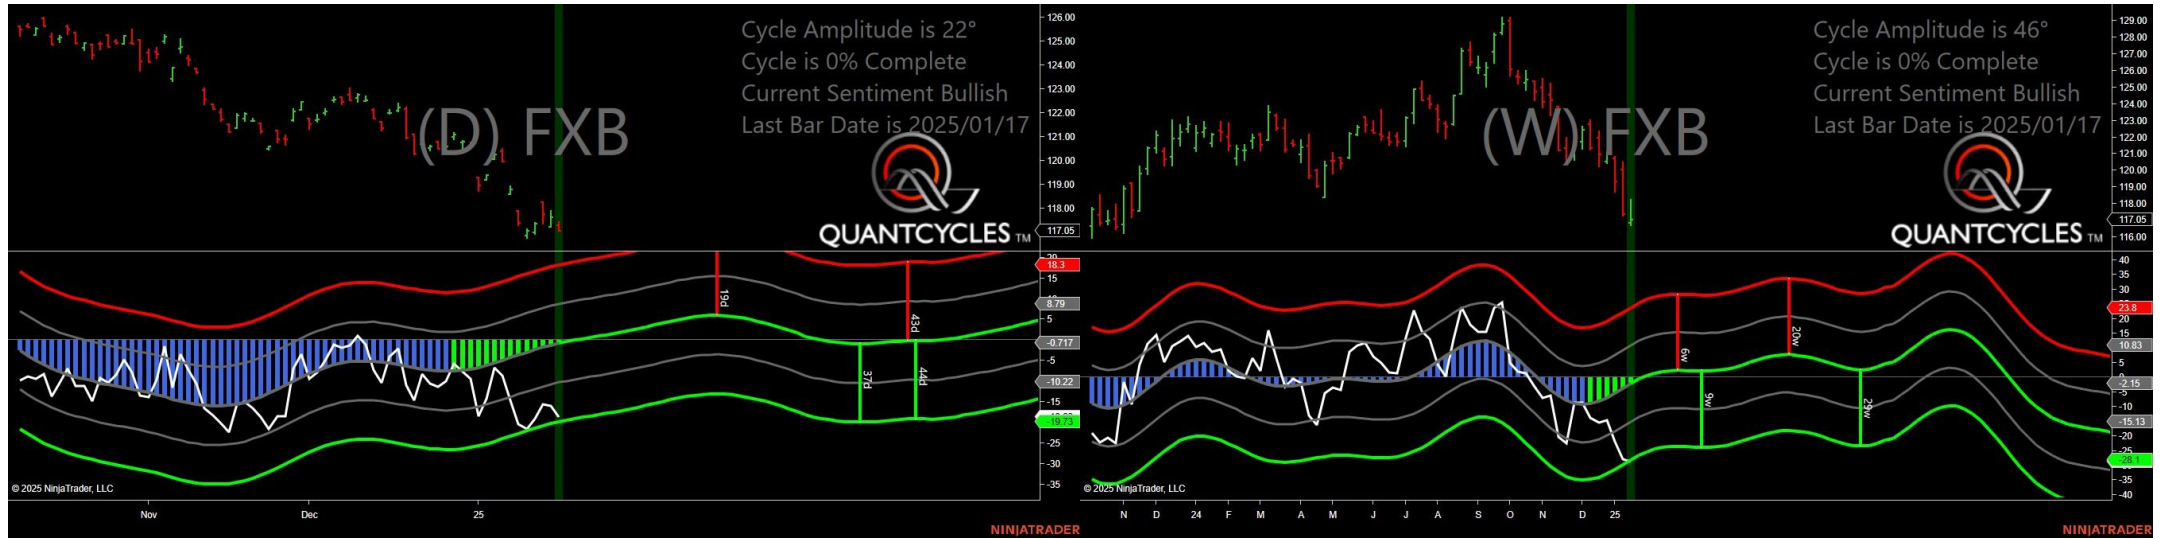 Cycle Amplitude is 22°
Cycle is 0% Complete
Current Sentiment Bullish
Last Bar Date is 2025/01/17
(D) FXB
QUANTCYCLES TM
126.00
125.00
124.00
123.00
122.00
121.00
120.00
119.00
118.00
117.05
18.3
15
8.79
5
-0.717
-5
-10.22
-15
-19.73
-25
-30
-35
19d
43d
37d
44d
© 2025 NinjaTrader, LLC
Nov
Dec
25
NINJATRADER
Cycle Amplitude is 46°
Cycle is 0% Complete
Current Sentiment Bullish
Last Bar Date is 2025/01/17
(W) FXB
QUANTCYCLES TM
129.00
128.00
127.00
126.00
125.00
124.00
123.00
122.00
121.00
120.00
119.00
118.00
117.05
116.00
40
35
30
23.8
20
15
10.83
5
-2.15
-5
-10
-15.13
-20
-28.1
-35
-40
6w
20w
9w
29w
© 2025 NinjaTrader, LLC
N D 24 F M A M J J A S O N D 25
NINJATRADER